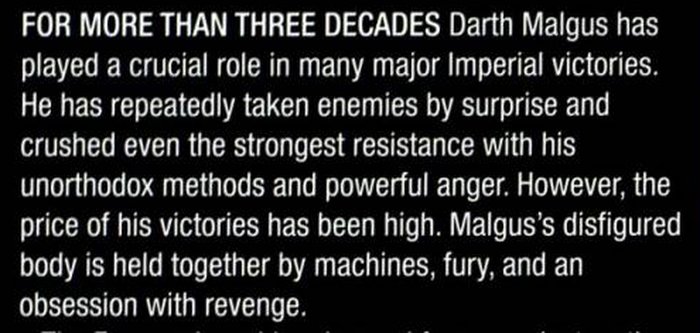 FOR MORE THAN THREE DECADES Darth Malgus has
played a crucial role in many major Imperial victories.
He has repeatedly taken enemies by surprise and
crushed even the strongest resistance with his
unorthodox methods and powerful anger. However, the
price of his victories has been high. Malgus's disfigured
body is held together by machines, fury, and an
obsession with revenge.